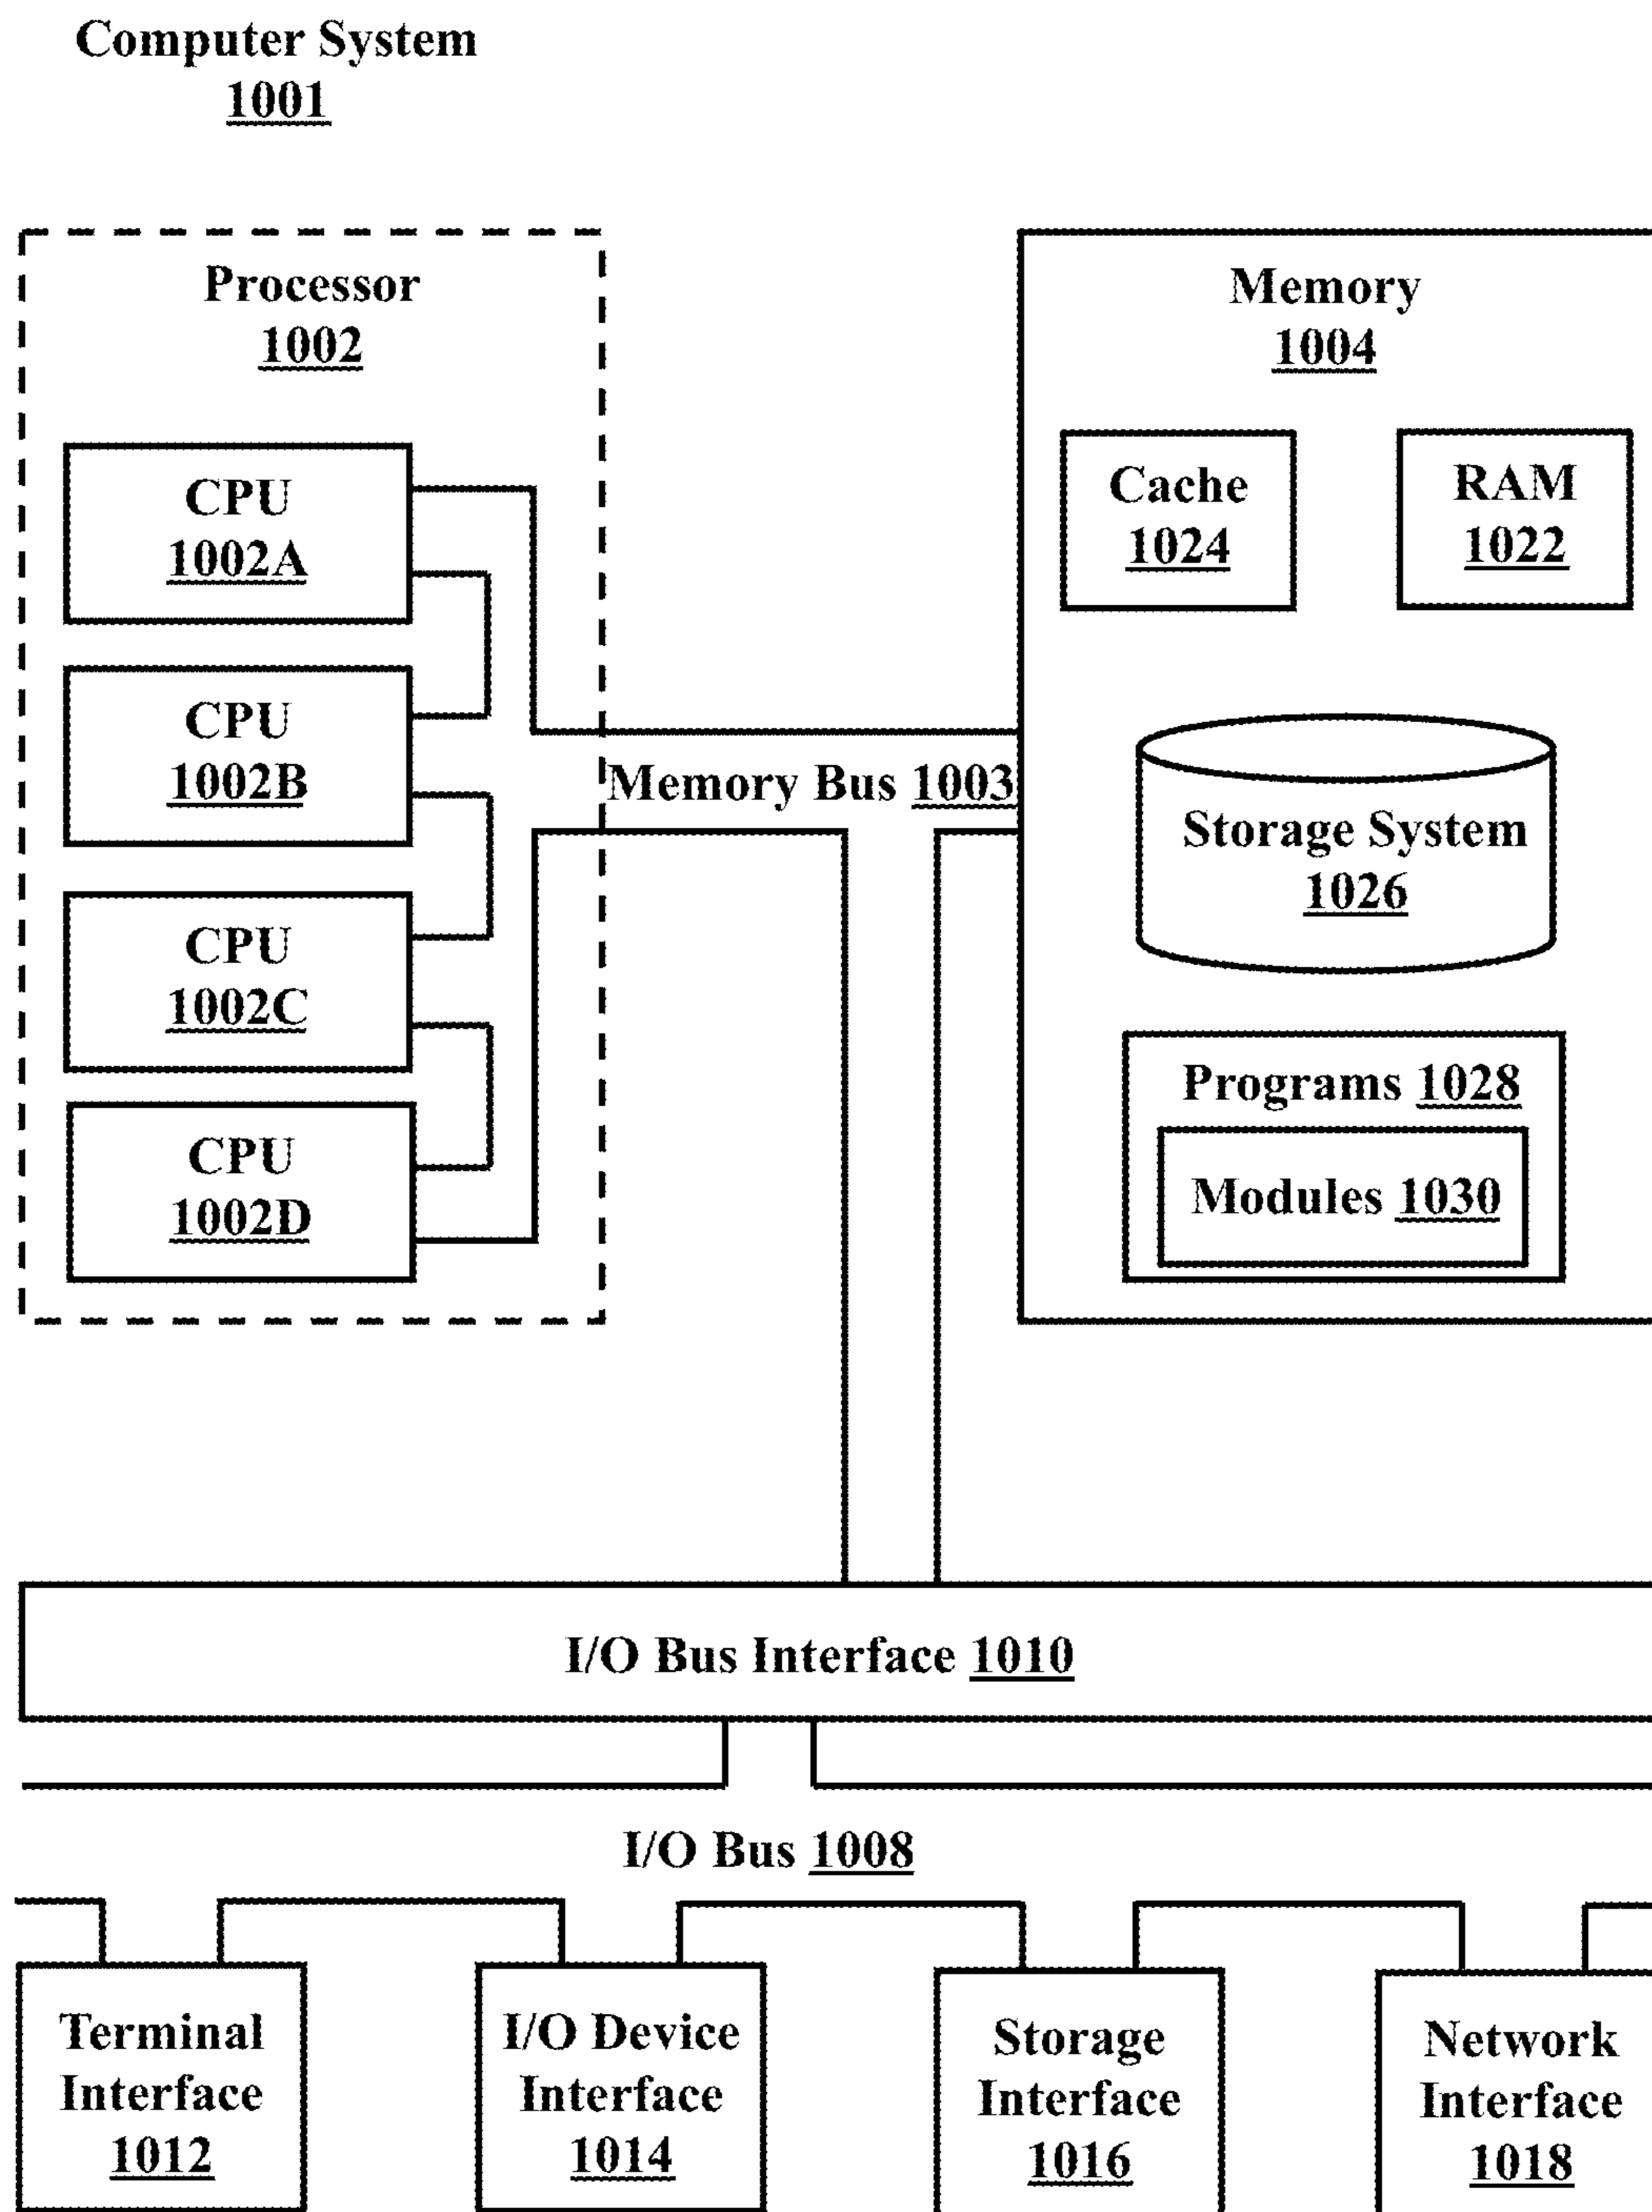 Computer System
1001
Processor
1002
CPU
1002A
CPU
1002B
CPU
1002C
CPU
1002D
Memory Bus 1003
Memory
1004
Cache
1024
RAM
1022
Storage System
1026
Programs 1028
Modules 1030
I/O Bus Interface 1010
I/O Bus 1008
Terminal
Interface
1012
I/O Device
Interface
1014
Storage
Interface
1016
Network
Interface
1018